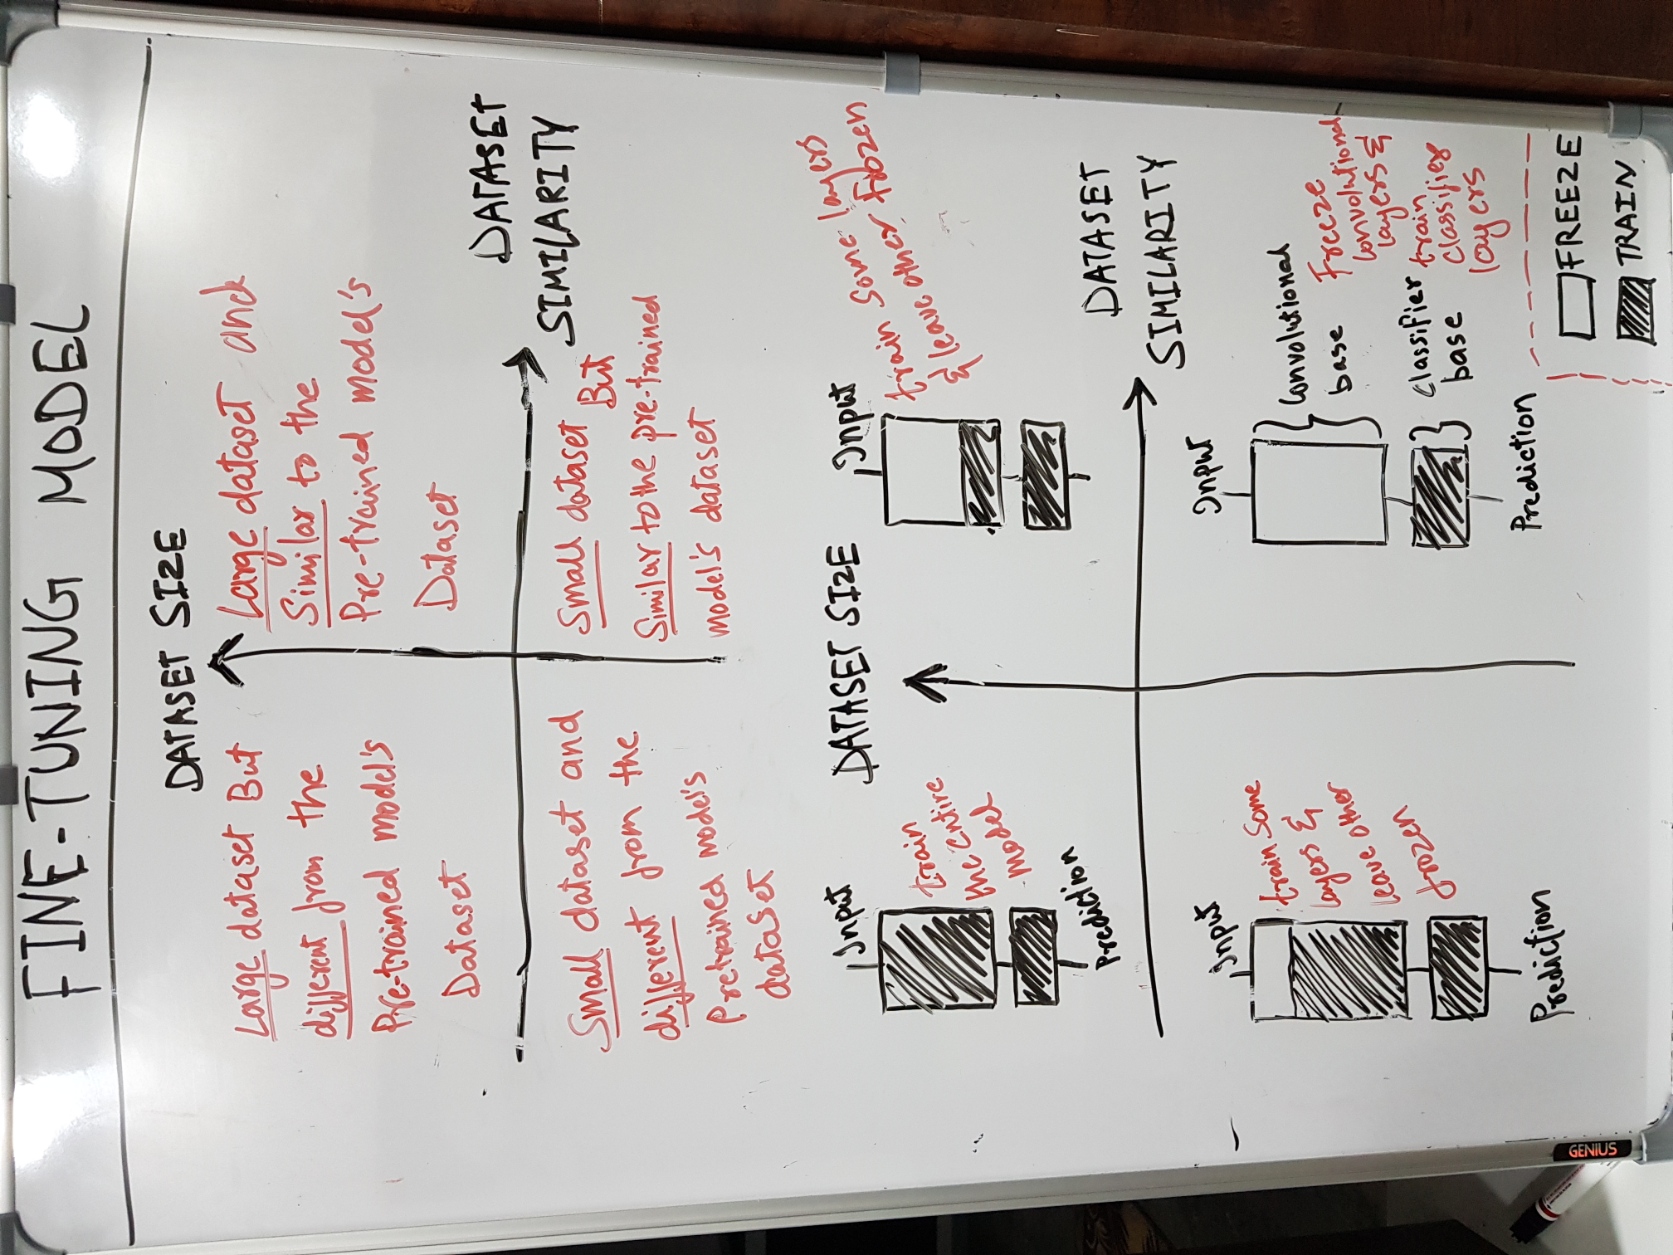 FINE-TUNING MODEL
DATASET SIZE
Large dataset But
different from the
Pre-trained model's
Dataset
Large dataset and
Similar to the
Pre-trained model's
Dataset
DATASET
SIMILARITY
Small dataset and
different from the
Pretrained model's
dataset
Small dataset But
Similar to the pre-trained
model's dataset
DATASET SIZE
Input
train
the entire
model
Prediction
Input
train some layers
& leave other frozen
DATASET
SIMILARITY
Input
train some
layers &
leave other
frozen
Prediction
Input
Convolutional
base
Freeze
convolutional
layers &
train
classifier
layers
classifier
base
Prediction
FREEZE
TRAIN
GENIUS